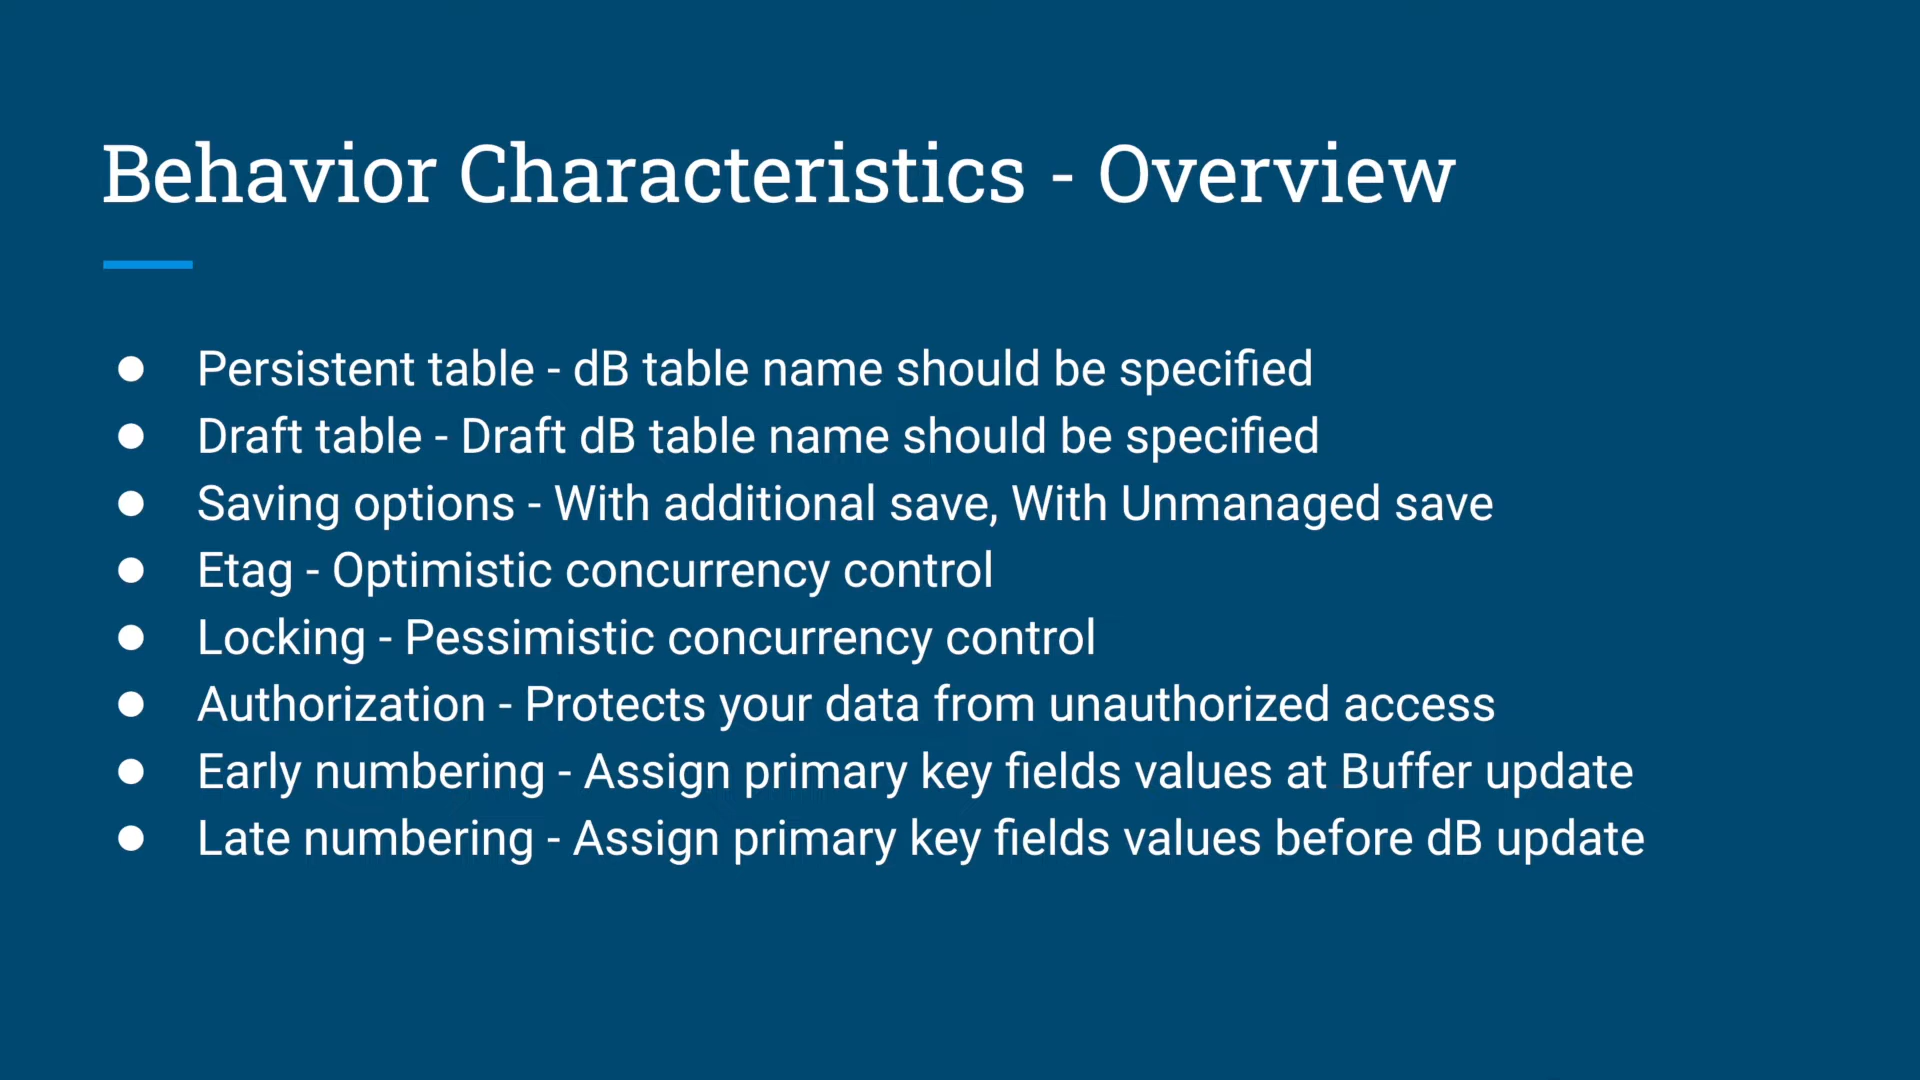 Behavior Characteristics - Overview
● Persistent table - dB table name should be specified
● Draft table - Draft dB table name should be specified
● Saving options - With additional save, With Unmanaged save
● Etag - Optimistic concurrency control
● Locking - Pessimistic concurrency control
● Authorization - Protects your data from unauthorized access
● Early numbering - Assign primary key fields values at Buffer update
● Late numbering - Assign primary key fields values before dB update